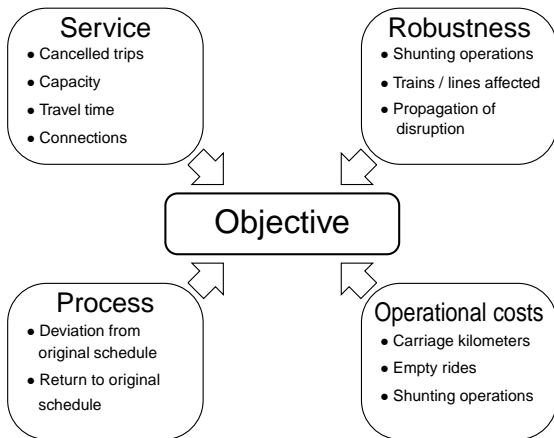 Service
● Cancelled trips
● Capacity
● Travel time
● Connections
Robustness
● Shunting operations
● Trains / lines affected
● Propagation of
disruption
Objective
Process
● Deviation from
original schedule
● Return to original
schedule
Operational costs
● Carriage kilometers
● Empty rides
● Shunting operations